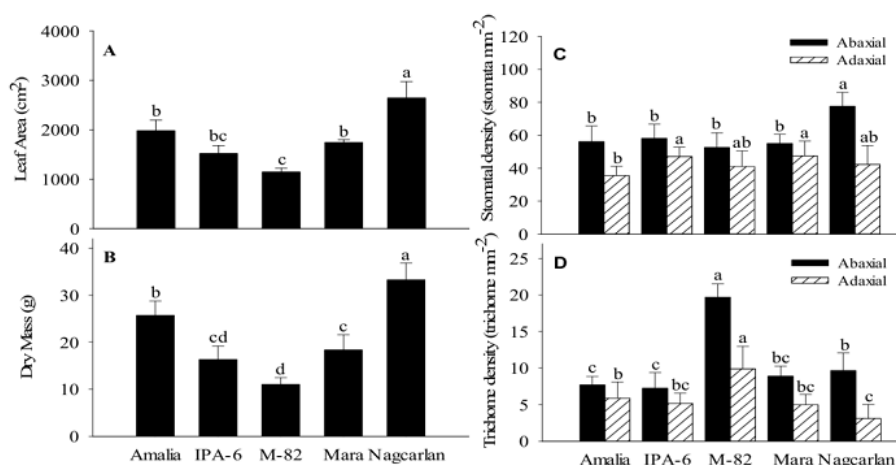 A
Leaf Area (cm²)
4000
3000
2000
1000
0
b
bc
c
b
a
B
Dry Mass (g)
40
30
20
10
0
b
cd
d
c
a
Amalia IPA-6 M-82 Mara Nagcarlan
C
Abaxial
Adaxial
Stomatal density (stomata mm⁻²)
120
100
80
60
40
20
0
b b b b a
b a ab a ab
D
Abaxial
Adaxial
Trichome density (trichome mm⁻²)
25
20
15
10
5
0
c c a bc b
b bc a bc c
Amalia IPA-6 M-82 Mara Nagcarlan